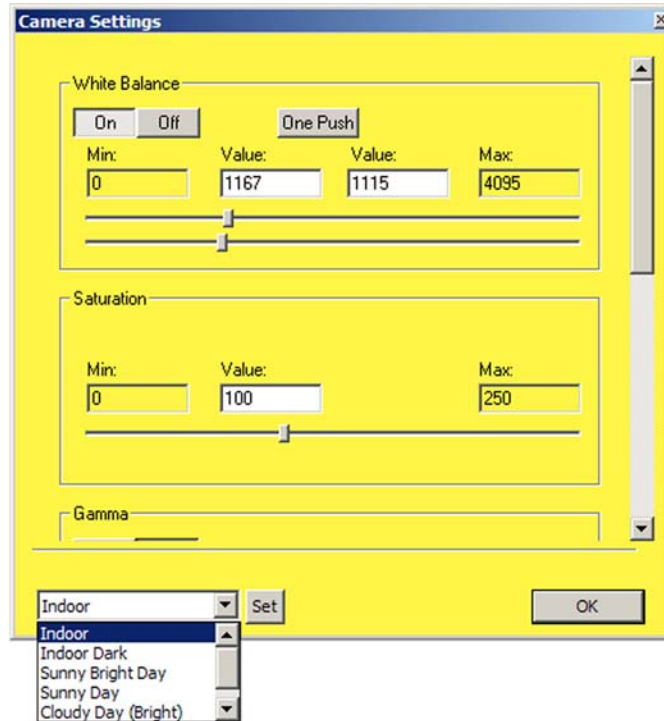 Camera Settings
White Balance
On Off One Push
Min: Value: Value: Max:
0 1167 1115 4095
Saturation
Min: Value: Max:
0 100 250
Gamma
Indoor Set OK
Indoor
Indoor Dark
Sunny Bright Day
Sunny Day
Cloudy Day (Bright)